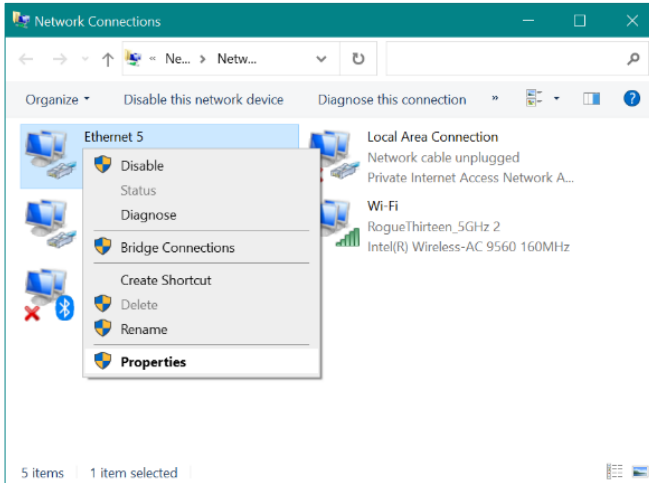 Network Connections
« Ne... > Netw...
Organize
Disable this network device
Diagnose this connection
»
Ethernet 5
Disable
Status
Diagnose
Bridge Connections
Create Shortcut
Delete
Rename
Properties
Local Area Connection
Network cable unplugged
Private Internet Access Network A...
Wi-Fi
RogueThirteen_5GHz 2
Intel(R) Wireless-AC 9560 160MHz
5 items
1 item selected